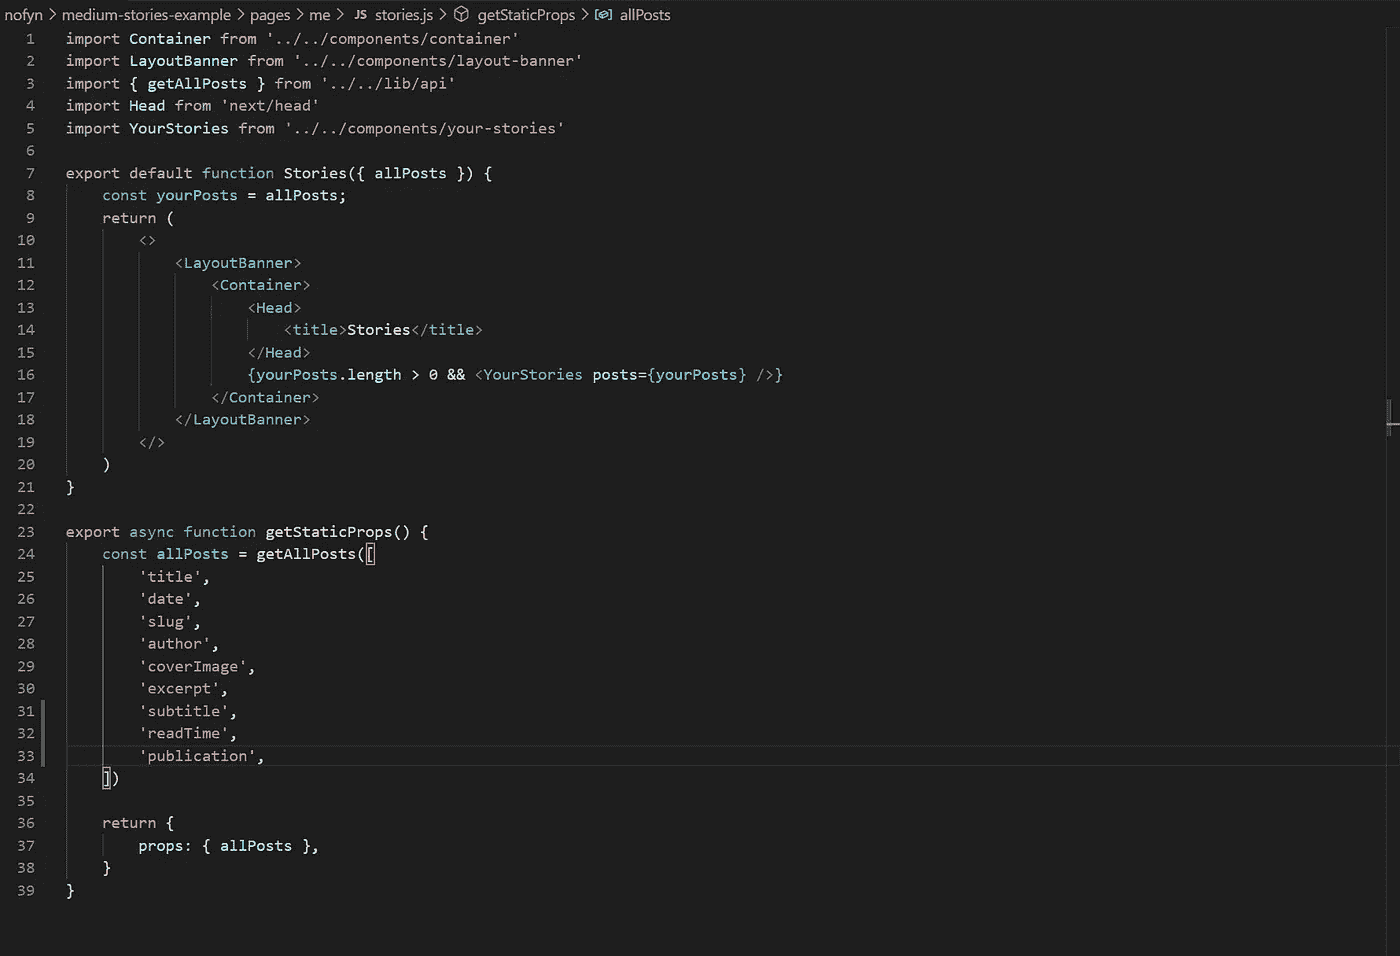 nofyn > medium-stories-example > pages > me > JS stories.js > getStaticProps > allPosts
1 import Container from '../../components/container'
2 import LayoutBanner from '../../components/layout-banner'
3 import { getAllPosts } from '../../lib/api'
4 import Head from 'next/head'
5 import YourStories from '../../components/your-stories'
6
7 export default function Stories({ allPosts }) {
8     const yourPosts = allPosts;
9     return (
10         <>
11             <LayoutBanner>
12                 <Container>
13                     <Head>
14                         <title>Stories</title>
15                     </Head>
16                     {yourPosts.length > 0 && <YourStories posts={yourPosts} />}
17                 </Container>
18             </LayoutBanner>
19         </>
20     )
21 }
22
23 export async function getStaticProps() {
24     const allPosts = getAllPosts([
25         'title',
26         'date',
27         'slug',
28         'author',
29         'coverImage',
30         'excerpt',
31         'subtitle',
32         'readTime',
33         'publication',
34     ])
35
36     return {
37         props: { allPosts },
38     }
39 }